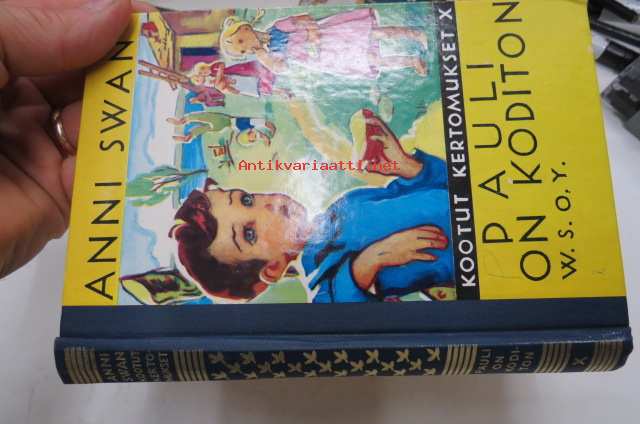 ANNI SWAN
KOOTUT KERTOMUKSET X
PAULI
ON KODITON
W. S. O. Y.
Antikvariaatti.net
ANNI
SWAN
KOOTUT
KERTO-
MUKSET
PAULI
ON
KODI-
TON
X